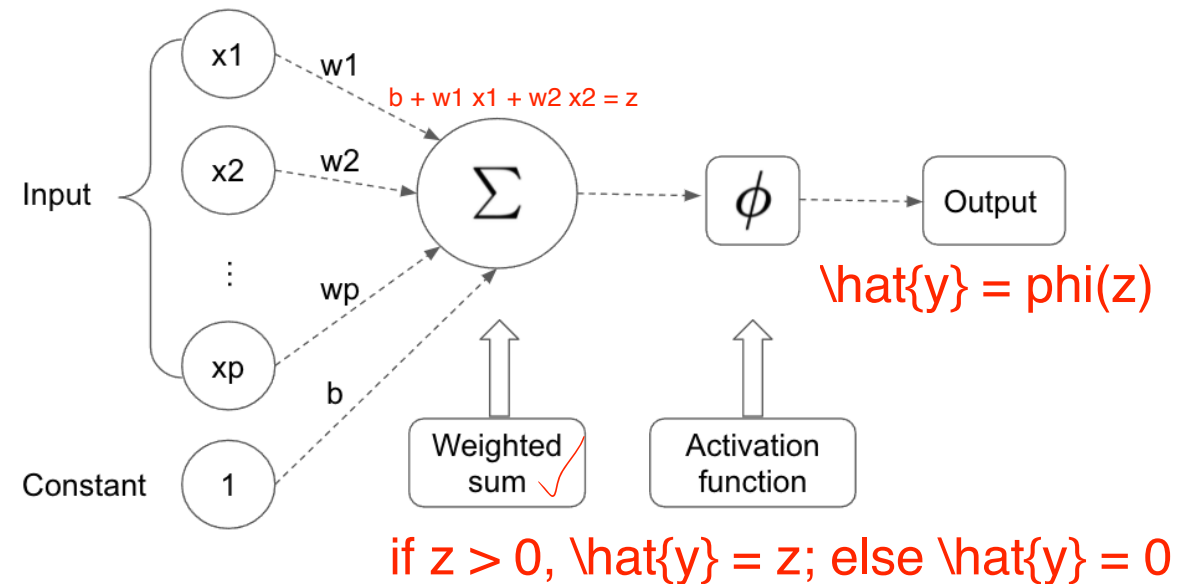 x1
w1
b + w1 x1 + w2 x2 = z
x2
w2
Input
Σ
ϕ
Output
⋮
wp
\hat{y} = phi(z)
xp
b
Weighted
sum
Activation
function
Constant
1
if z > 0, \hat{y} = z; else \hat{y} = 0